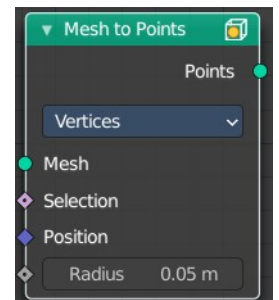 Mesh to Points
Points
Vertices
Mesh
Selection
Position
Radius 0.05 m